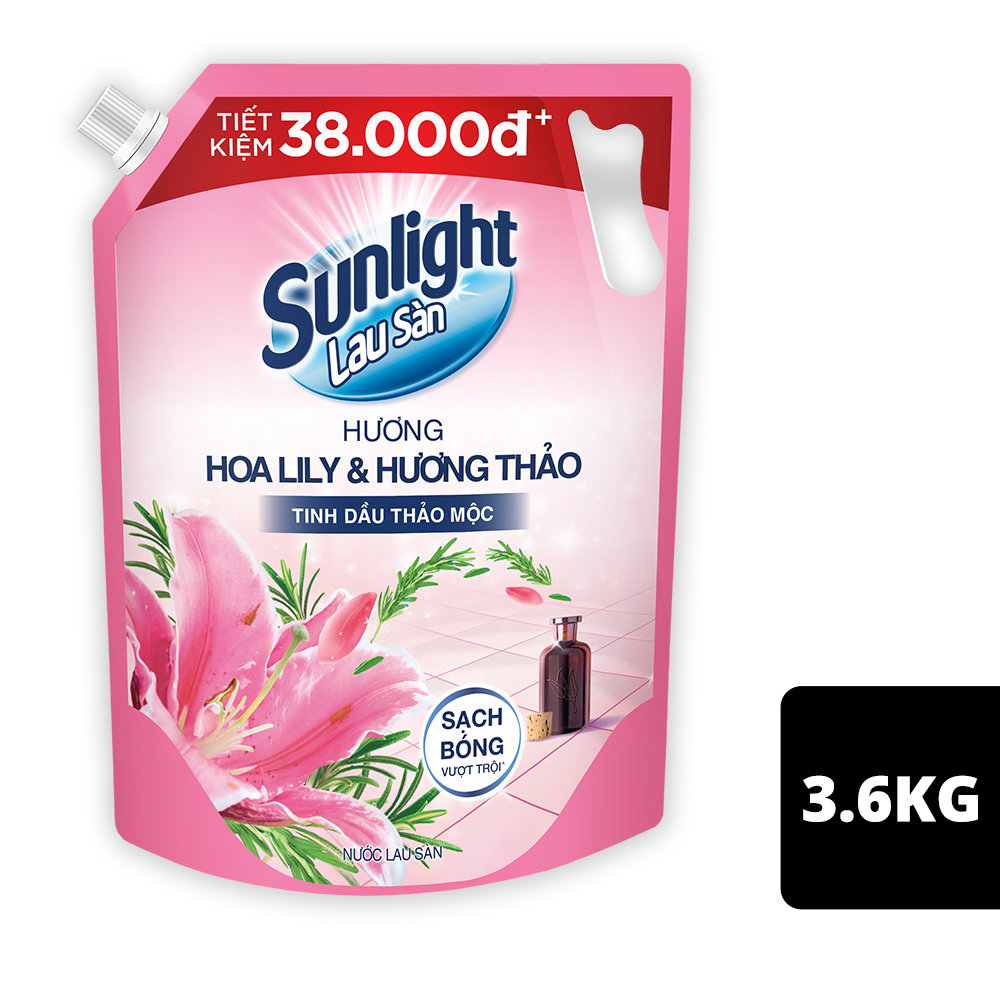 TIẾT
KIỆM 38.000đ+
Sunlight
Lau Sàn
HƯƠNG
HOA LILY & HƯƠNG THẢO
TINH DẦU THẢO MỘC
SẠCH
BÓNG
VƯỢT TRỘI*
NƯỚC LAU SÀN
3.6KG